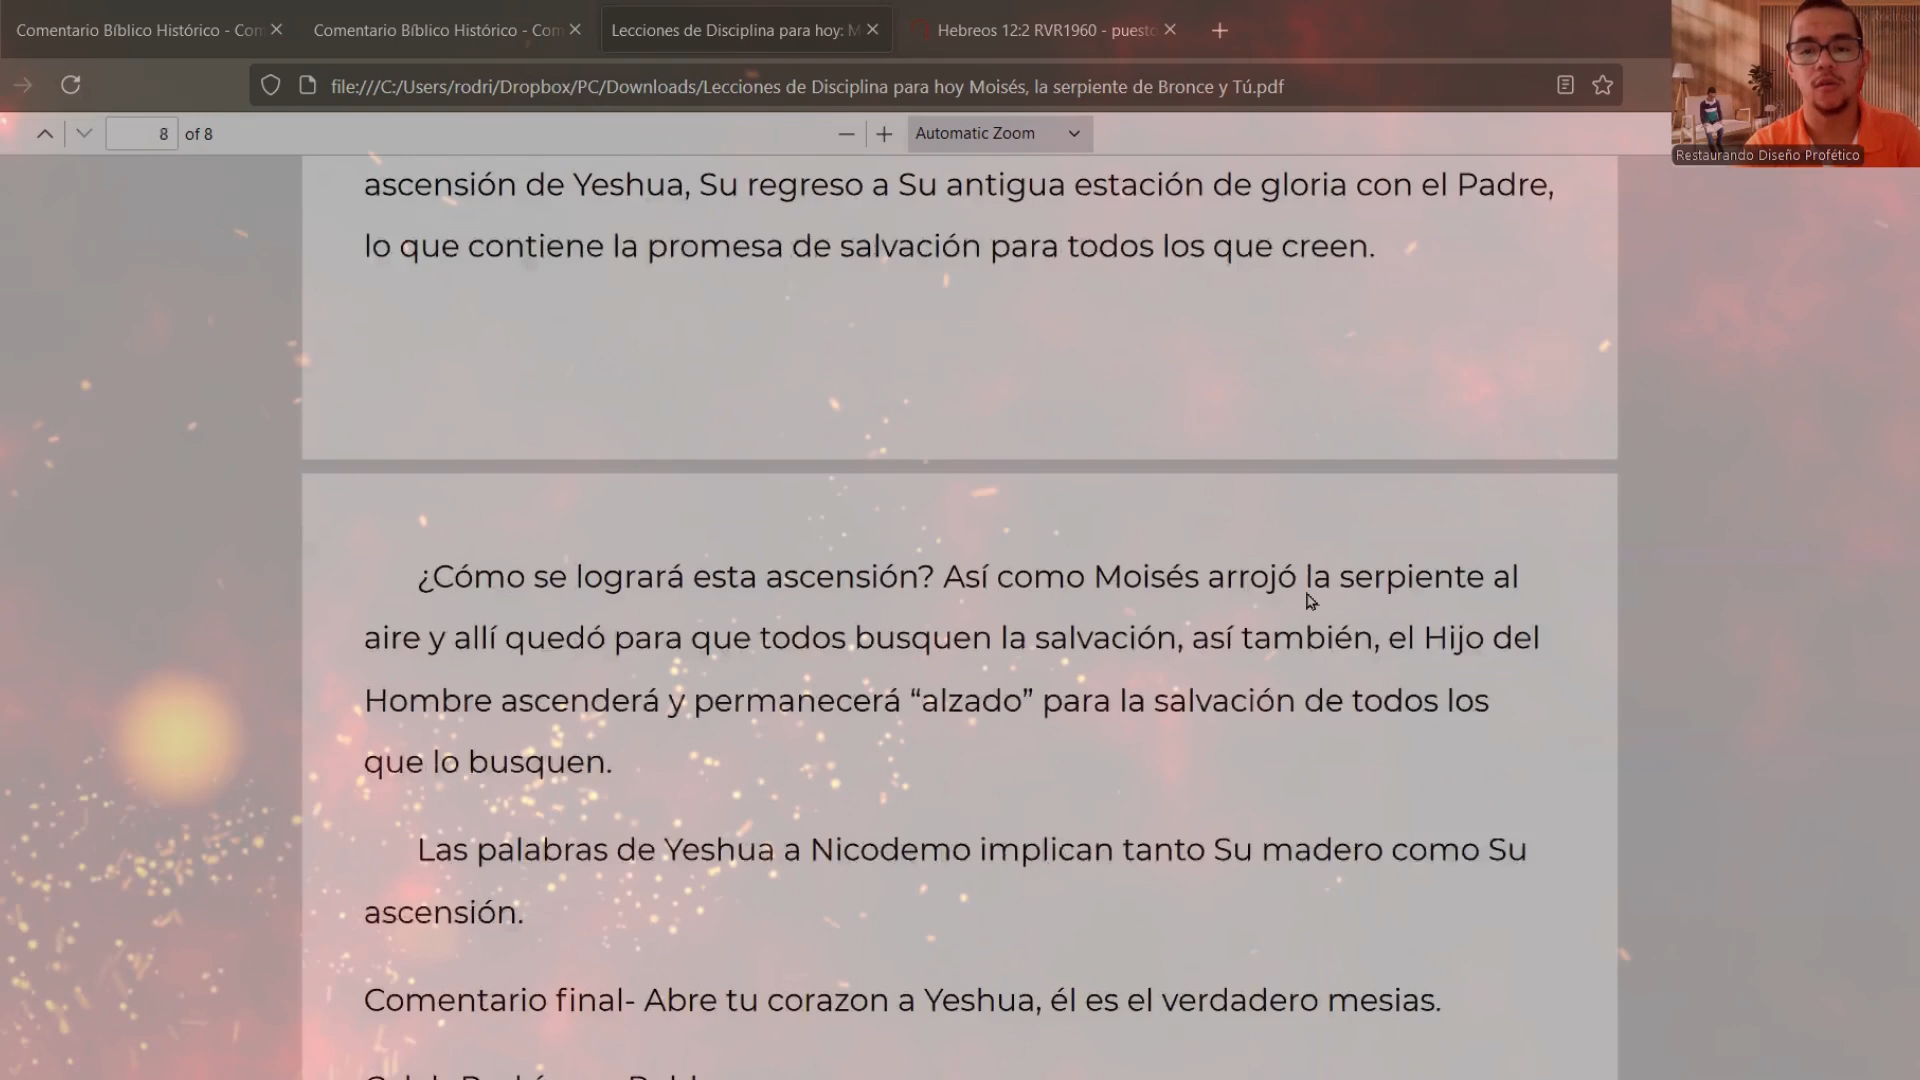 Comentario Bíblico Histórico - Com
Comentario Bíblico Histórico - Com
Lecciones de Disciplina para hoy: M
Hebreos 12:2 RVR1960 - puesto
file:///C:/Users/rodri/Dropbox/PC/Downloads/Lecciones de Disciplina para hoy Moisés, la serpiente de Bronce y Tú.pdf
8 of 8
Automatic Zoom
Restaurando Diseño Profético
ascensión de Yeshua, Su regreso a Su antigua estación de gloria con el Padre,
lo que contiene la promesa de salvación para todos los que creen.
¿Cómo se logrará esta ascensión? Así como Moisés arrojó la serpiente al
aire y allí quedó para que todos busquen la salvación, así también, el Hijo del
Hombre ascenderá y permanecerá “alzado” para la salvación de todos los
que lo busquen.
Las palabras de Yeshua a Nicodemo implican tanto Su madero como Su
ascensión.
Comentario final- Abre tu corazon a Yeshua, él es el verdadero mesias.